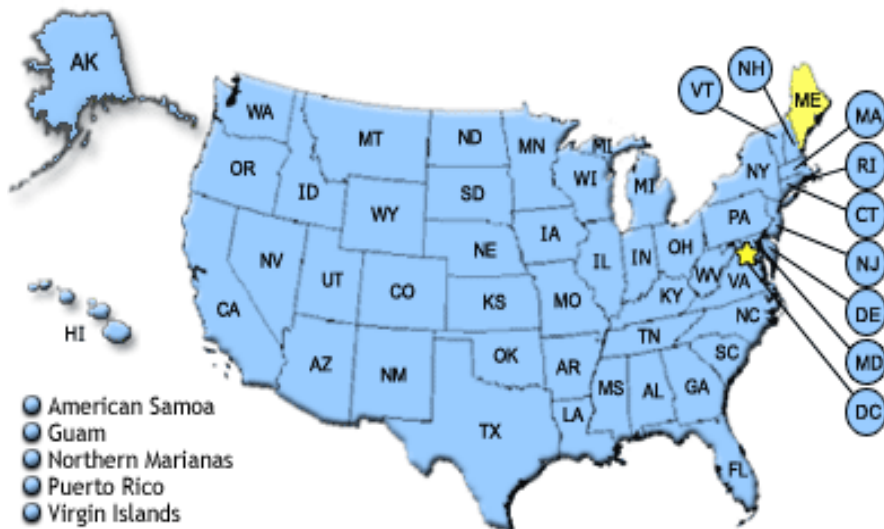 AK
WA
OR
CA
ID
NV
MT
WY
UT
AZ
CO
NM
ND
SD
NE
KS
OK
TX
MN
IA
MO
AR
LA
WI
IL
MI
MI
IN
OH
KY
TN
MS
AL
GA
FL
SC
NC
VA
WV
PA
NY
VT
NH
ME
MA
RI
CT
NJ
DE
MD
DC
HI
American Samoa
Guam
Northern Marianas
Puerto Rico
Virgin Islands